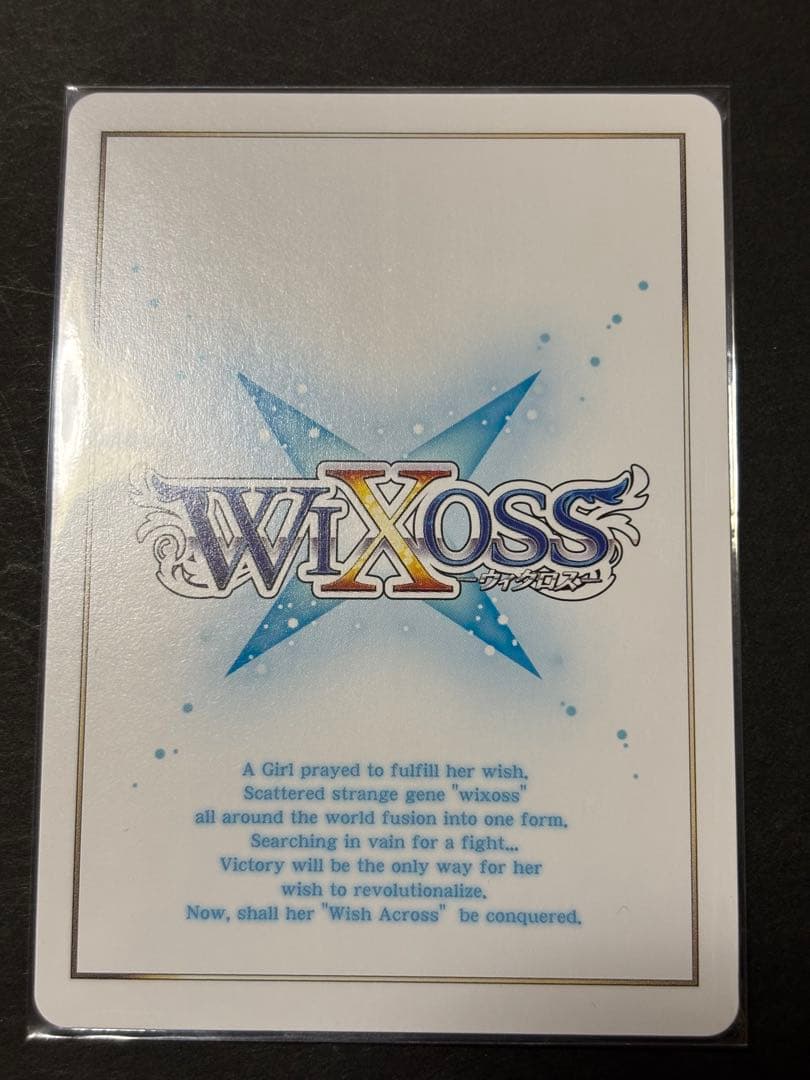 WIXOSS
-ウィクロス-
A Girl prayed to fulfill her wish.
Scattered strange gene "wixoss"
all around the world fusion into one form.
Searching in vain for a fight...
Victory will be the only way for her
wish to revolutionalize.
Now, shall her "Wish Across" be conquered.